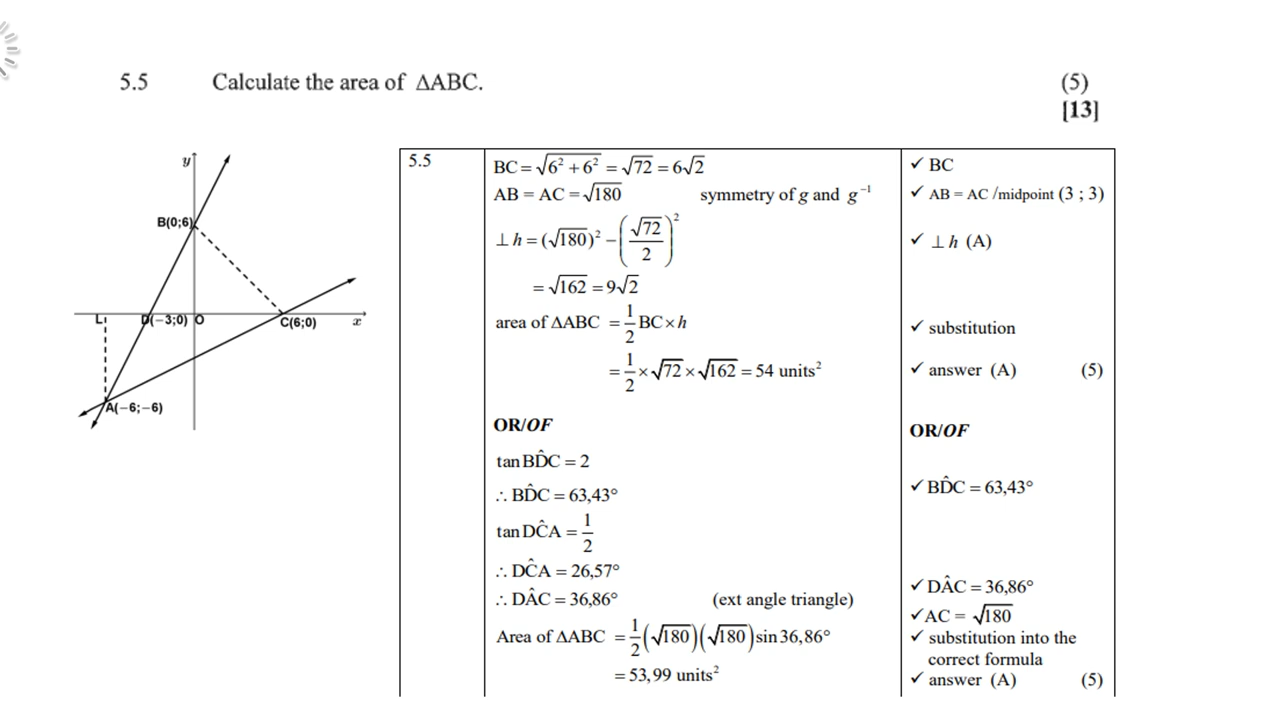 5.5 Calculate the area of ΔABC. (5)
[13]
y
B(0;6)
L
D(−3;0) O
C(6;0)
x
A(−6;−6)
5.5
BC = √(6² + 6²) = √72 = 6√2 ✓ BC
AB = AC = √180 symmetry of g and g⁻¹ ✓ AB = AC /midpoint (3 ; 3)
⊥ h = (√180)² − (√72/2)² ✓ ⊥ h (A)
= √162 = 9√2
area of ΔABC = 1/2 BC × h ✓ substitution
= 1/2 × √72 × √162 = 54 units² ✓ answer (A) (5)
OR/OF OR/OF
tan BD̂C = 2
∴ BD̂C = 63,43° ✓ BD̂C = 63,43°
tan DĈA = 1/2
∴ DĈA = 26,57°
∴ DÂC = 36,86° (ext angle triangle) ✓ DÂC = 36,86°
✓ AC = √180
Area of ΔABC = 1/2 (√180)(√180) sin 36,86° ✓ substitution into the
correct formula
= 53,99 units² ✓ answer (A) (5)